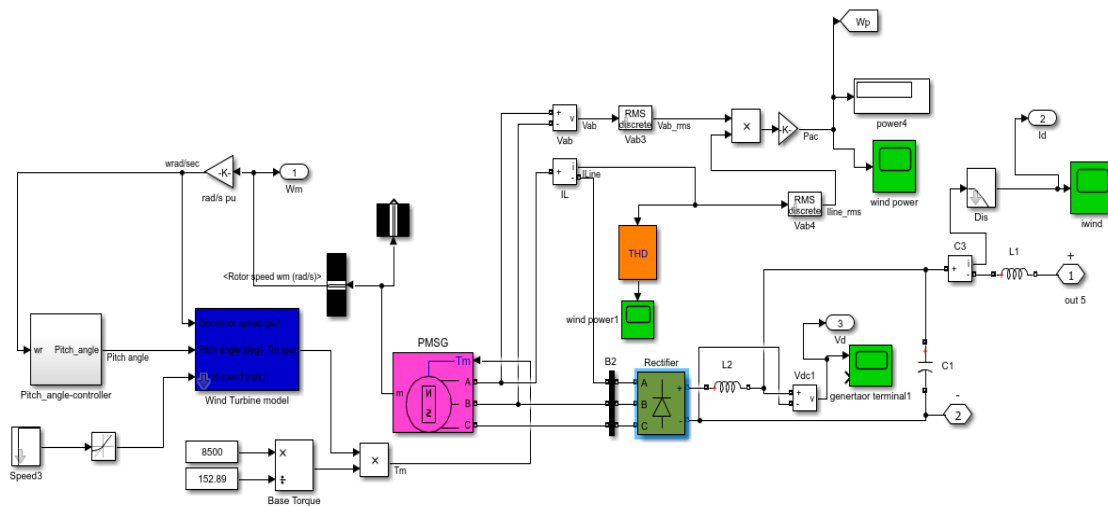 Wp
power4
wind power
RMS
discrete
Vab3
Vab_rms
Vab
v
Vab
+
-
×
-K-
Pac
2
Id
iwind
Dis
wrad/sec
-K-
rad/s pu
1
Wm
+
i
-
ILine
IL
RMS
discrete
Vab4
Iline_rms
THD
wind power1
C3
+
i
-
L1
+
1
out 5
<Rotor speed wm (rad/s)>
wr
Pitch_angle
Pitch angle
Pitch_angle-controller
Generator speed (pu)
Pitch angle (deg)
Tm (pu)
Wind Turbine model
PMSG
Tm
N
S
m
A
B
C
B2
Rectifier
A
B
C
+
-
L2
3
Vd
Vdc1
+
-
v
genertaor terminal1
+
C1
-
2
Speed3
8500
152.89
×
÷
Base Torque
×
Tm